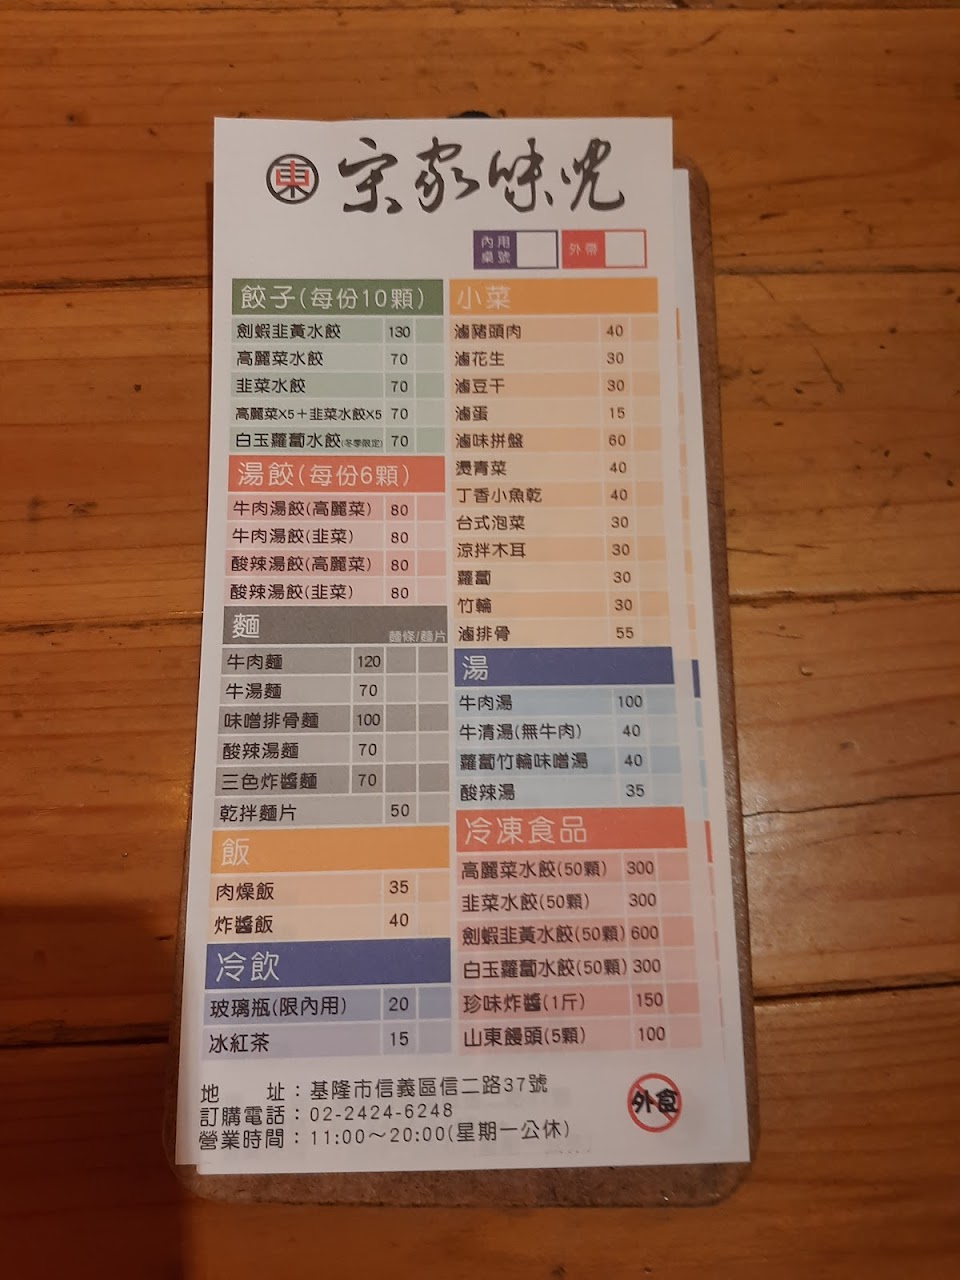 東 宋家味兒
內用桌號 外帶
餃子(每份10顆)
劍蝦韭黃水餃 130
高麗菜水餃 70
韭菜水餃 70
高麗菜X5＋韭菜水餃X5 70
白玉蘿蔔水餃(冬季限定) 70
湯餃(每份6顆)
牛肉湯餃(高麗菜) 80
牛肉湯餃(韭菜) 80
酸辣湯餃(高麗菜) 80
酸辣湯餃(韭菜) 80
麵 麵條/麵片
牛肉麵 120
牛湯麵 70
味噌排骨麵 100
酸辣湯麵 70
三色炸醬麵 70
乾拌麵片 50
飯
肉燥飯 35
炸醬飯 40
冷飲
玻璃瓶(限內用) 20
冰紅茶 15
小菜
滷豬頭肉 40
滷花生 30
滷豆干 30
滷蛋 15
滷味拼盤 60
燙青菜 40
丁香小魚乾 40
台式泡菜 30
涼拌木耳 30
蘿蔔 30
竹輪 30
滷排骨 55
湯
牛肉湯 100
牛清湯(無牛肉) 40
蘿蔔竹輪味噌湯 40
酸辣湯 35
冷凍食品
高麗菜水餃(50顆) 300
韭菜水餃(50顆) 300
劍蝦韭黃水餃(50顆) 600
白玉蘿蔔水餃(50顆) 300
珍味炸醬(1斤) 150
山東饅頭(5顆) 100
地　　址：基隆市信義區信二路37號
訂購電話：02-2424-6248
營業時間：11:00～20:00(星期一公休)
外食